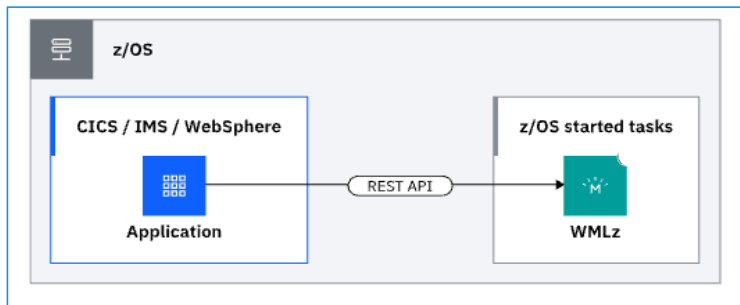 z/OS
CICS / IMS / WebSphere
z/OS started tasks
REST API
M
Application
WMLz